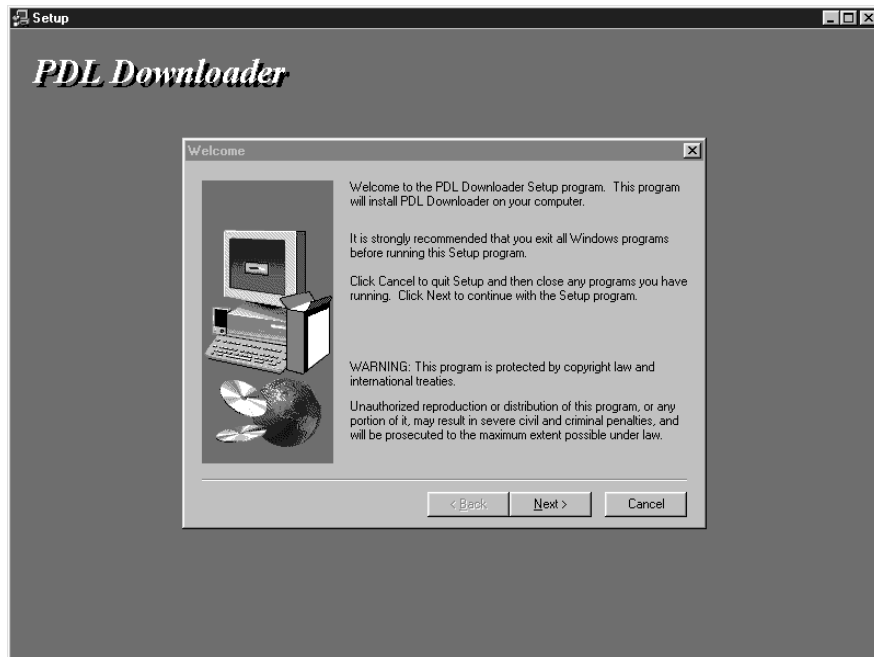 Setup
PDL Downloader
Welcome
Welcome to the PDL Downloader Setup program.  This program
will install PDL Downloader on your computer.
It is strongly recommended that you exit all Windows programs
before running this Setup program.
Click Cancel to quit Setup and then close any programs you have
running.  Click Next to continue with the Setup program.
WARNING: This program is protected by copyright law and
international treaties.
Unauthorized reproduction or distribution of this program, or any
portion of it, may result in severe civil and criminal penalties, and
will be prosecuted to the maximum extent possible under law.
< Back Next > Cancel